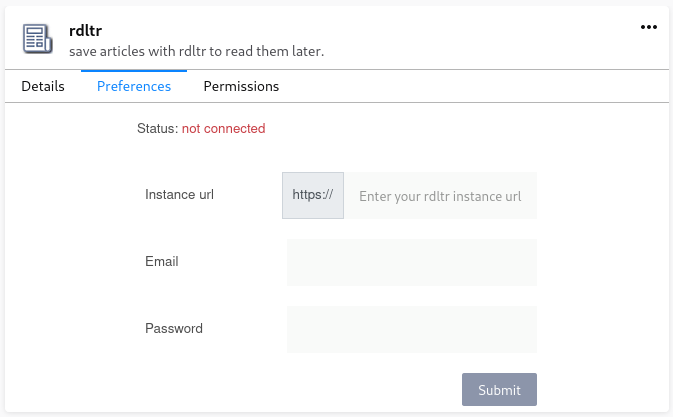 rdltr
save articles with rdltr to read them later.
Details Preferences Permissions
Status: not connected
Instance url https:// Enter your rdltr instance url
Email
Password
Submit